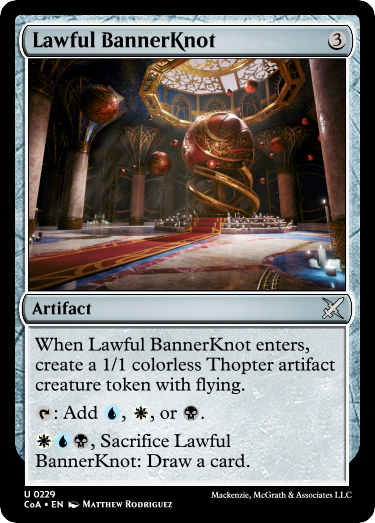 Lawful BannerKnot 3
Artifact
When Lawful BannerKnot enters,
create a 1/1 colorless Thopter artifact
creature token with flying.
: Add , , or .
, Sacrifice Lawful
BannerKnot: Draw a card.
U 0229
CoA • EN Matthew Rodriguez
Mackenzie, McGrath & Associates LLC